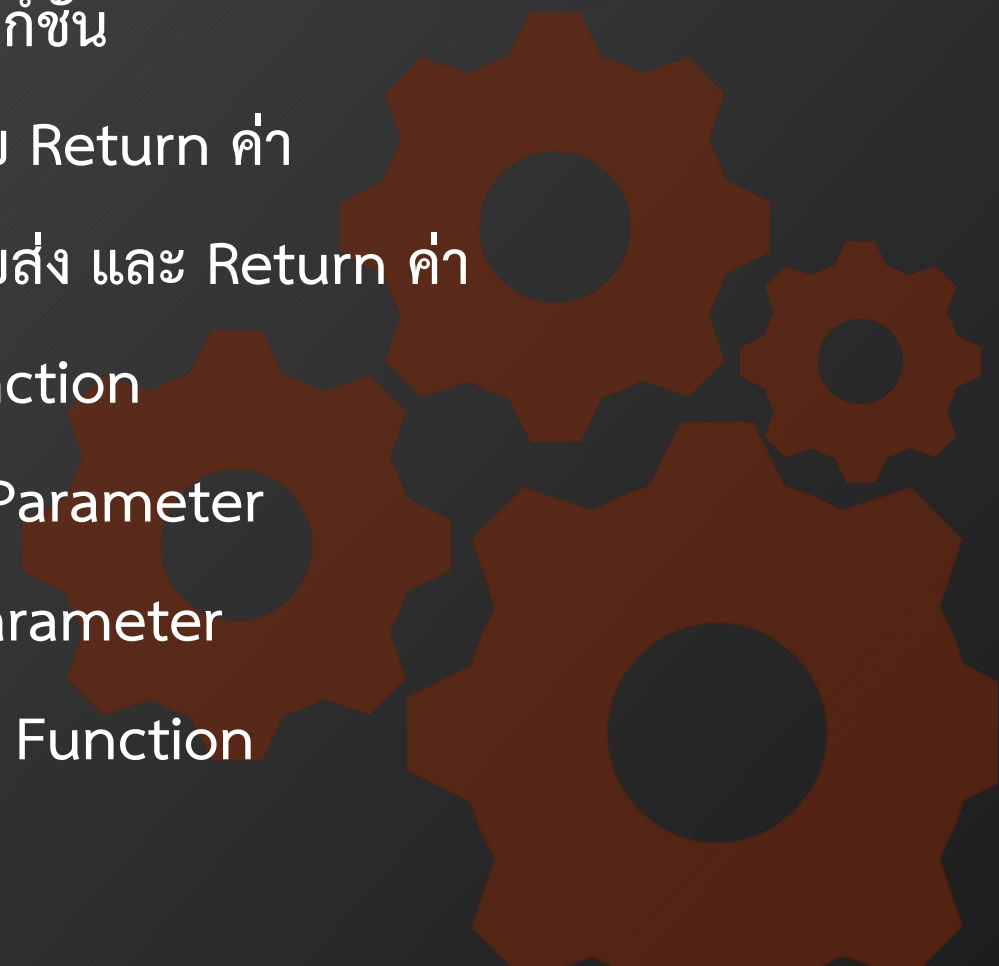 ก์ชัน
Return ค่า
ส่ง และ Return ค่า
ction
Parameter
arameter
Function